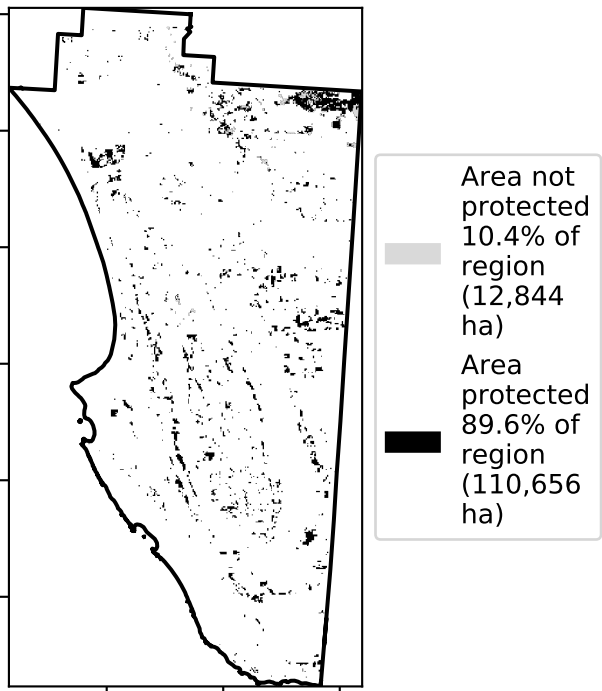 Area not
protected
10.4% of
region
(12,844
ha)
Area
protected
89.6% of
region
(110,656
ha)